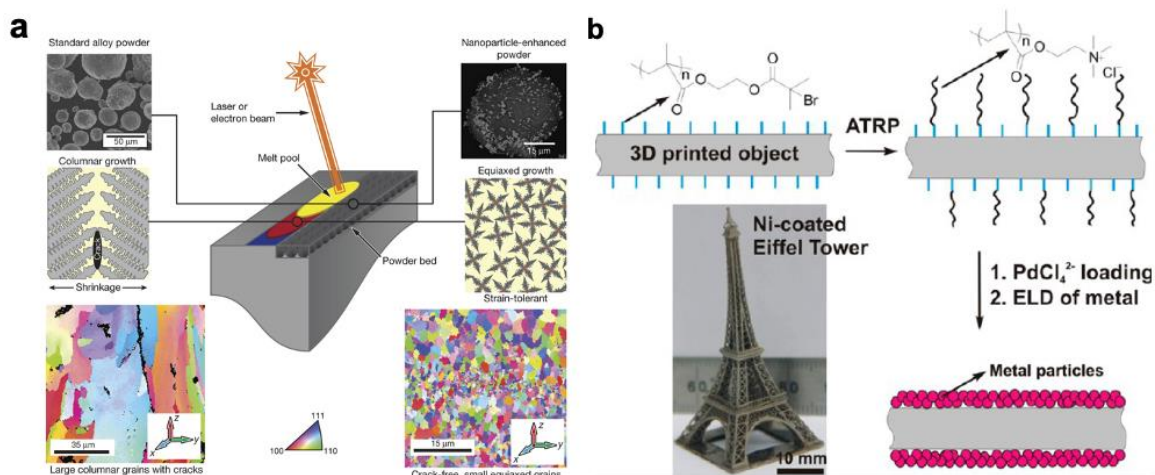 a
Standard alloy powder
50 µm
Laser or
electron beam
Nanoparticle-enhanced
powder
15 µm
Columnar growth
Melt pool
Equiaxed growth
Crack
Shrinkage
Powder bed
Strain-tolerant
35 µm
z
y
x
Large columnar grains with cracks
111
100
110
15 µm
z
y
x
Crack-free, small equiaxed grains
b
n
O
O
O
O
Br
3D printed object
ATRP
n
O
O
N+
Cl-
Ni-coated
Eiffel Tower
60
10 mm
1. PdCl₄²⁻ loading
2. ELD of metal
Metal particles